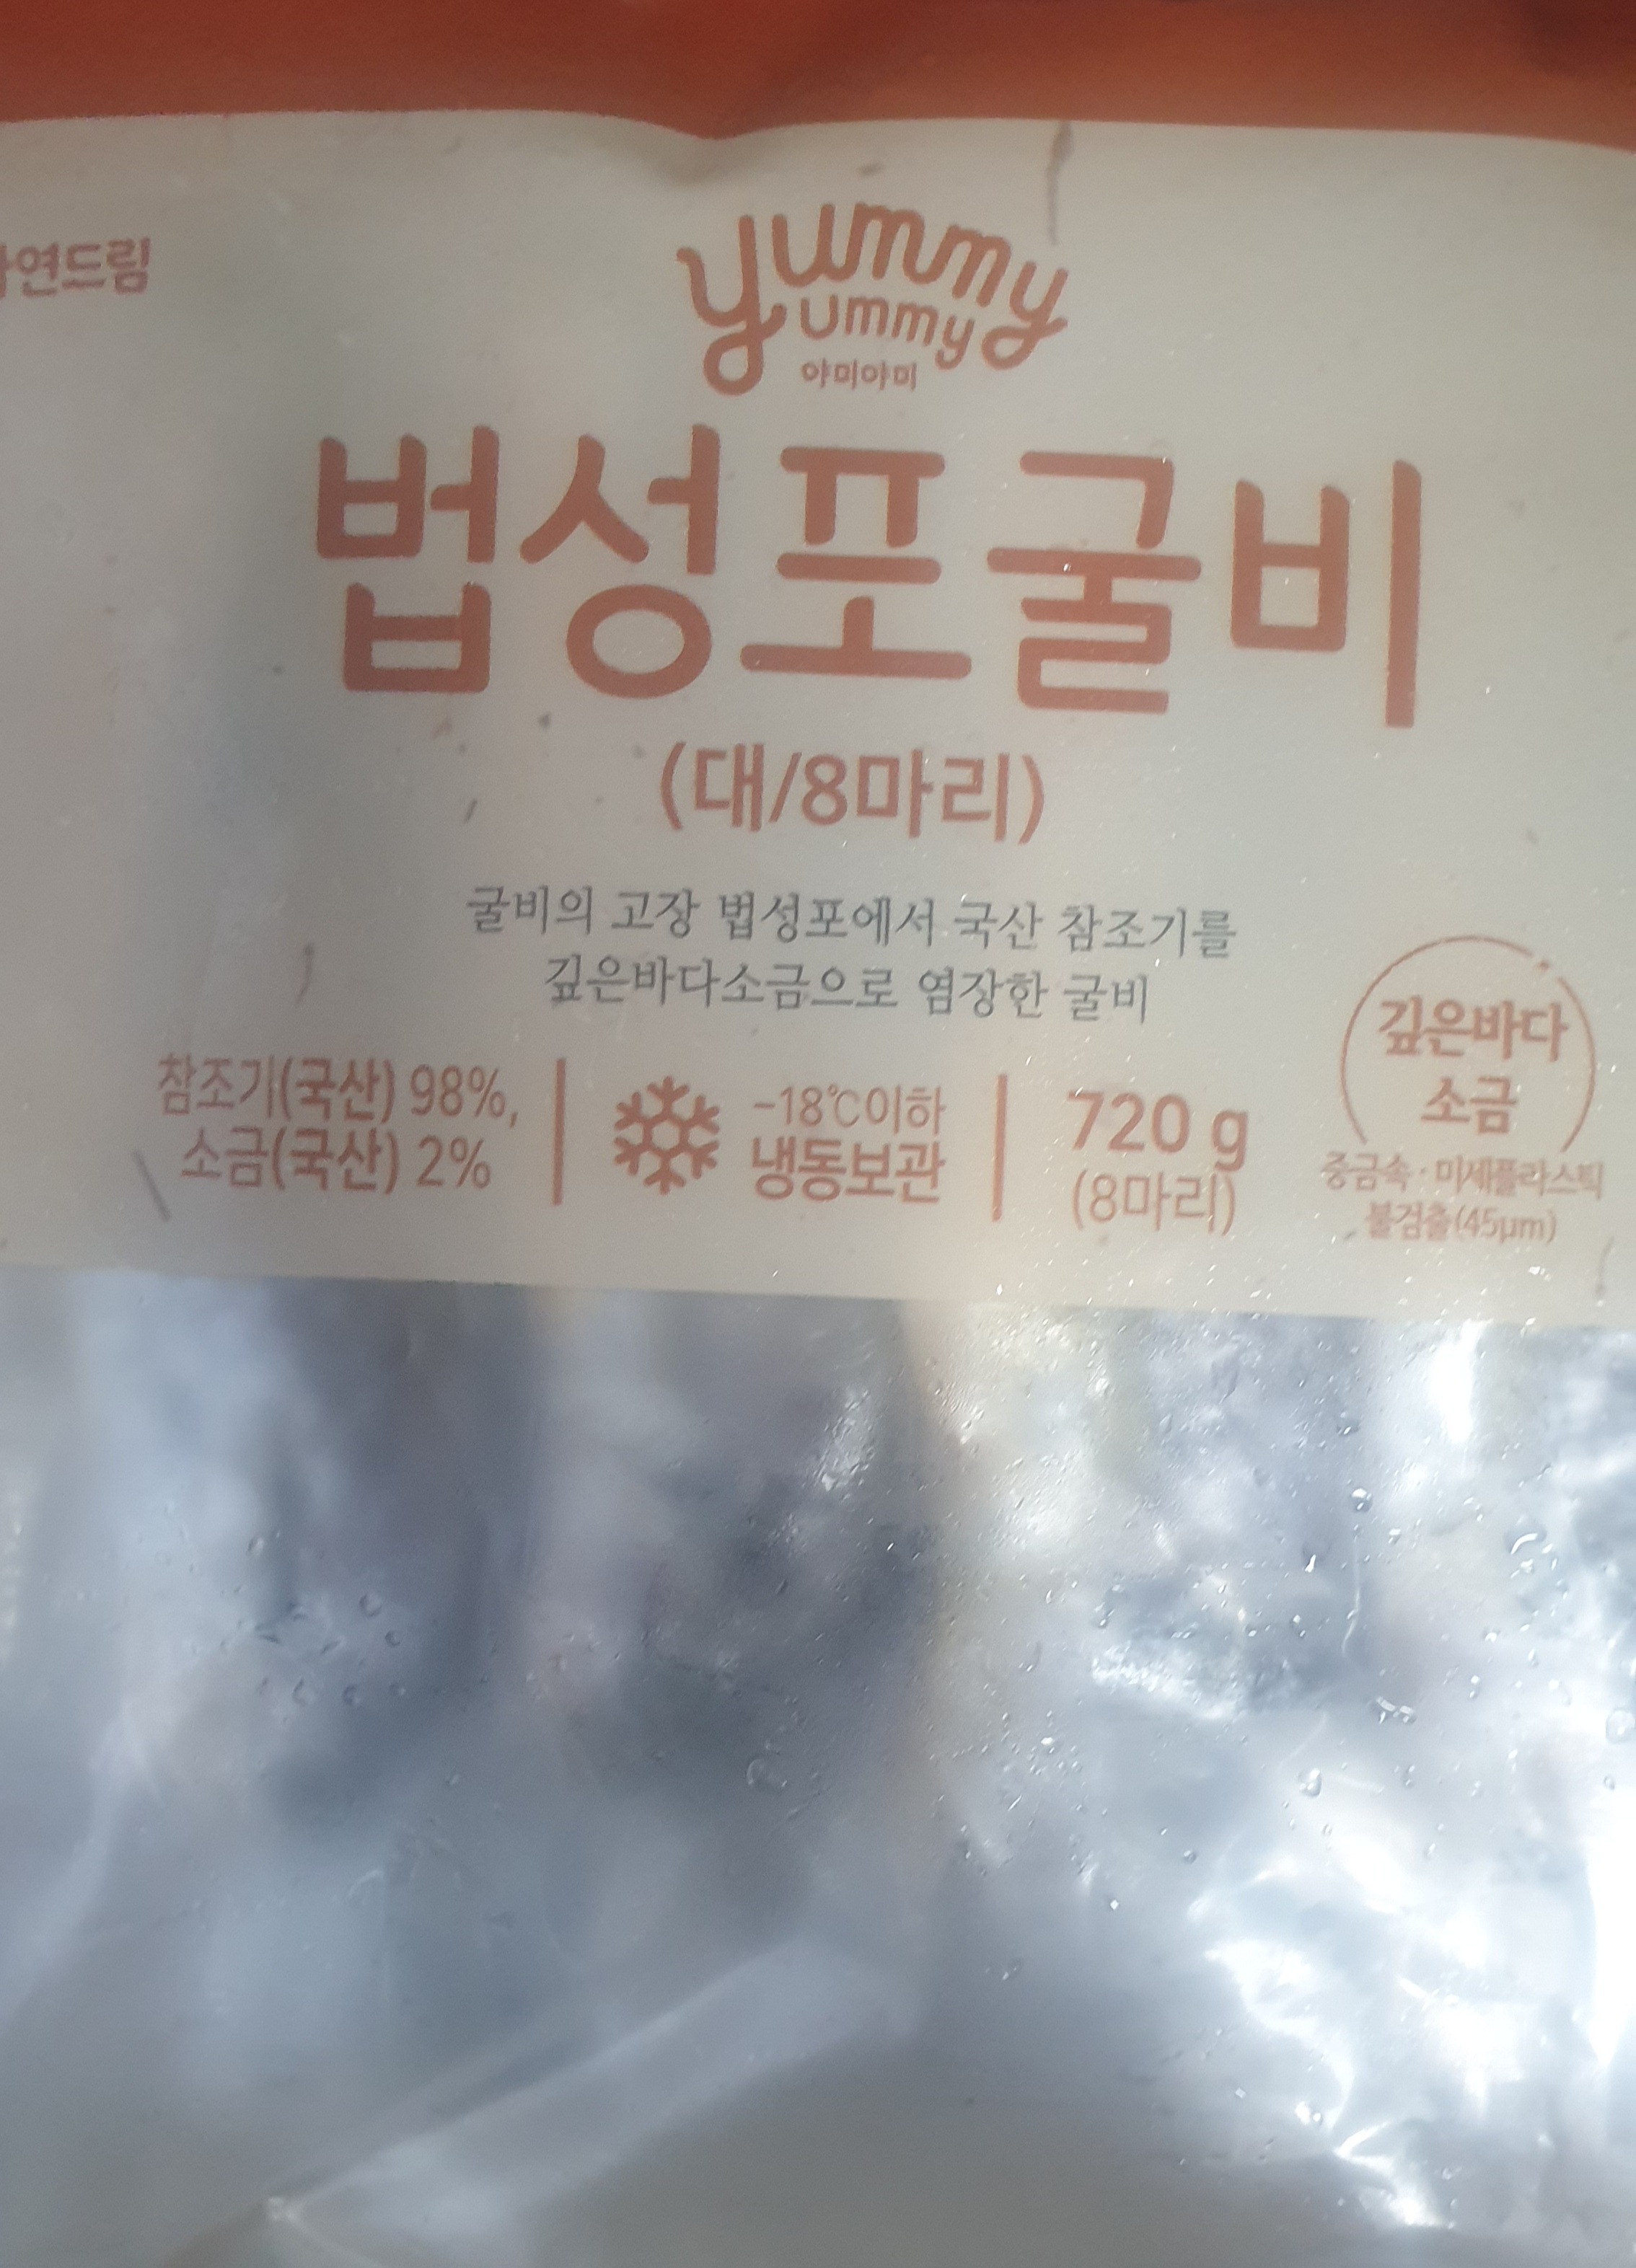 연드림
yummy
yummy
야미야미
법성포굴비
(대/8마리)
굴비의 고장 법성포에서 국산 참조기를
깊은바다소금으로 염장한 굴비
참조기(국산) 98%,
소금(국산) 2%
-18℃이하
냉동보관
720 g
(8마리)
깊은바다
소금
중금속·미세플라스틱
불검출(45μm)